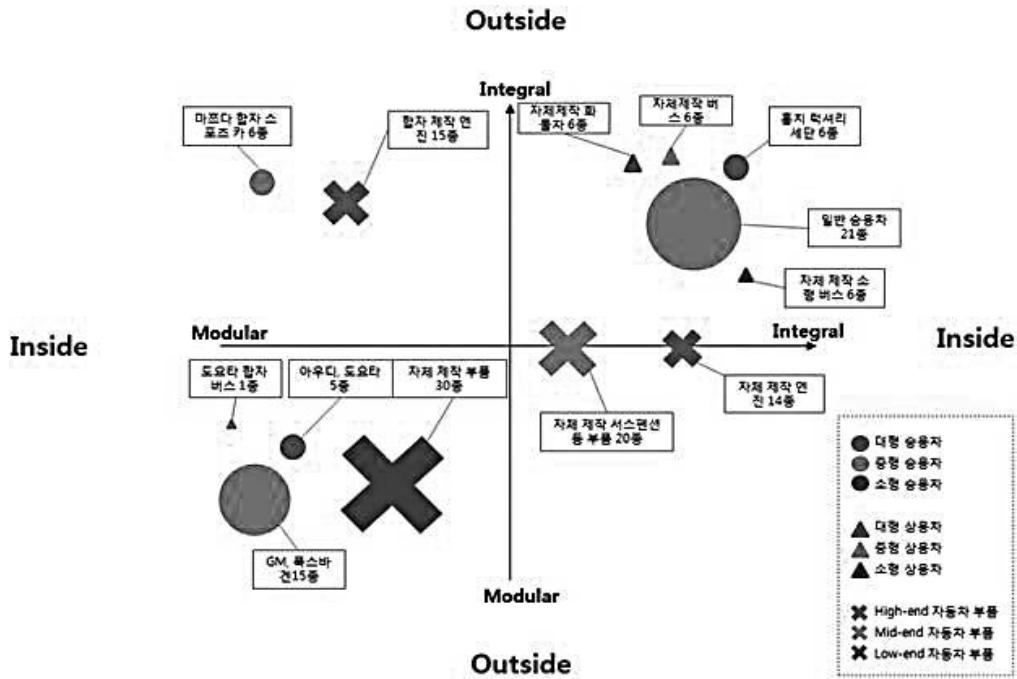 Outside
Integral
마쯔다 합자 스
포츠 카 6종
합자 제작 엔
진 15종
자체제작 화
물차 6종
자체제작 버
스 6종
홍치 럭셔리
세단 6종
일반 승용차
21종
자체 제작 소
형 버스 6종
Inside
Modular
Integral
Inside
도요타 합자
버스 1종
아우디, 도요타
5종
자체 제작 부품
30종
자체 제작 서스펜션
등 부품 20종
자체 제작 엔
진 14종
GM, 폭스바
겐15종
Modular
Outside
대형 승용차
중형 승용차
소형 승용차
대형 상용차
중형 상용차
소형 상용차
High-end 자동차 부품
Mid-end 자동차 부품
Low-end 자동차 부품